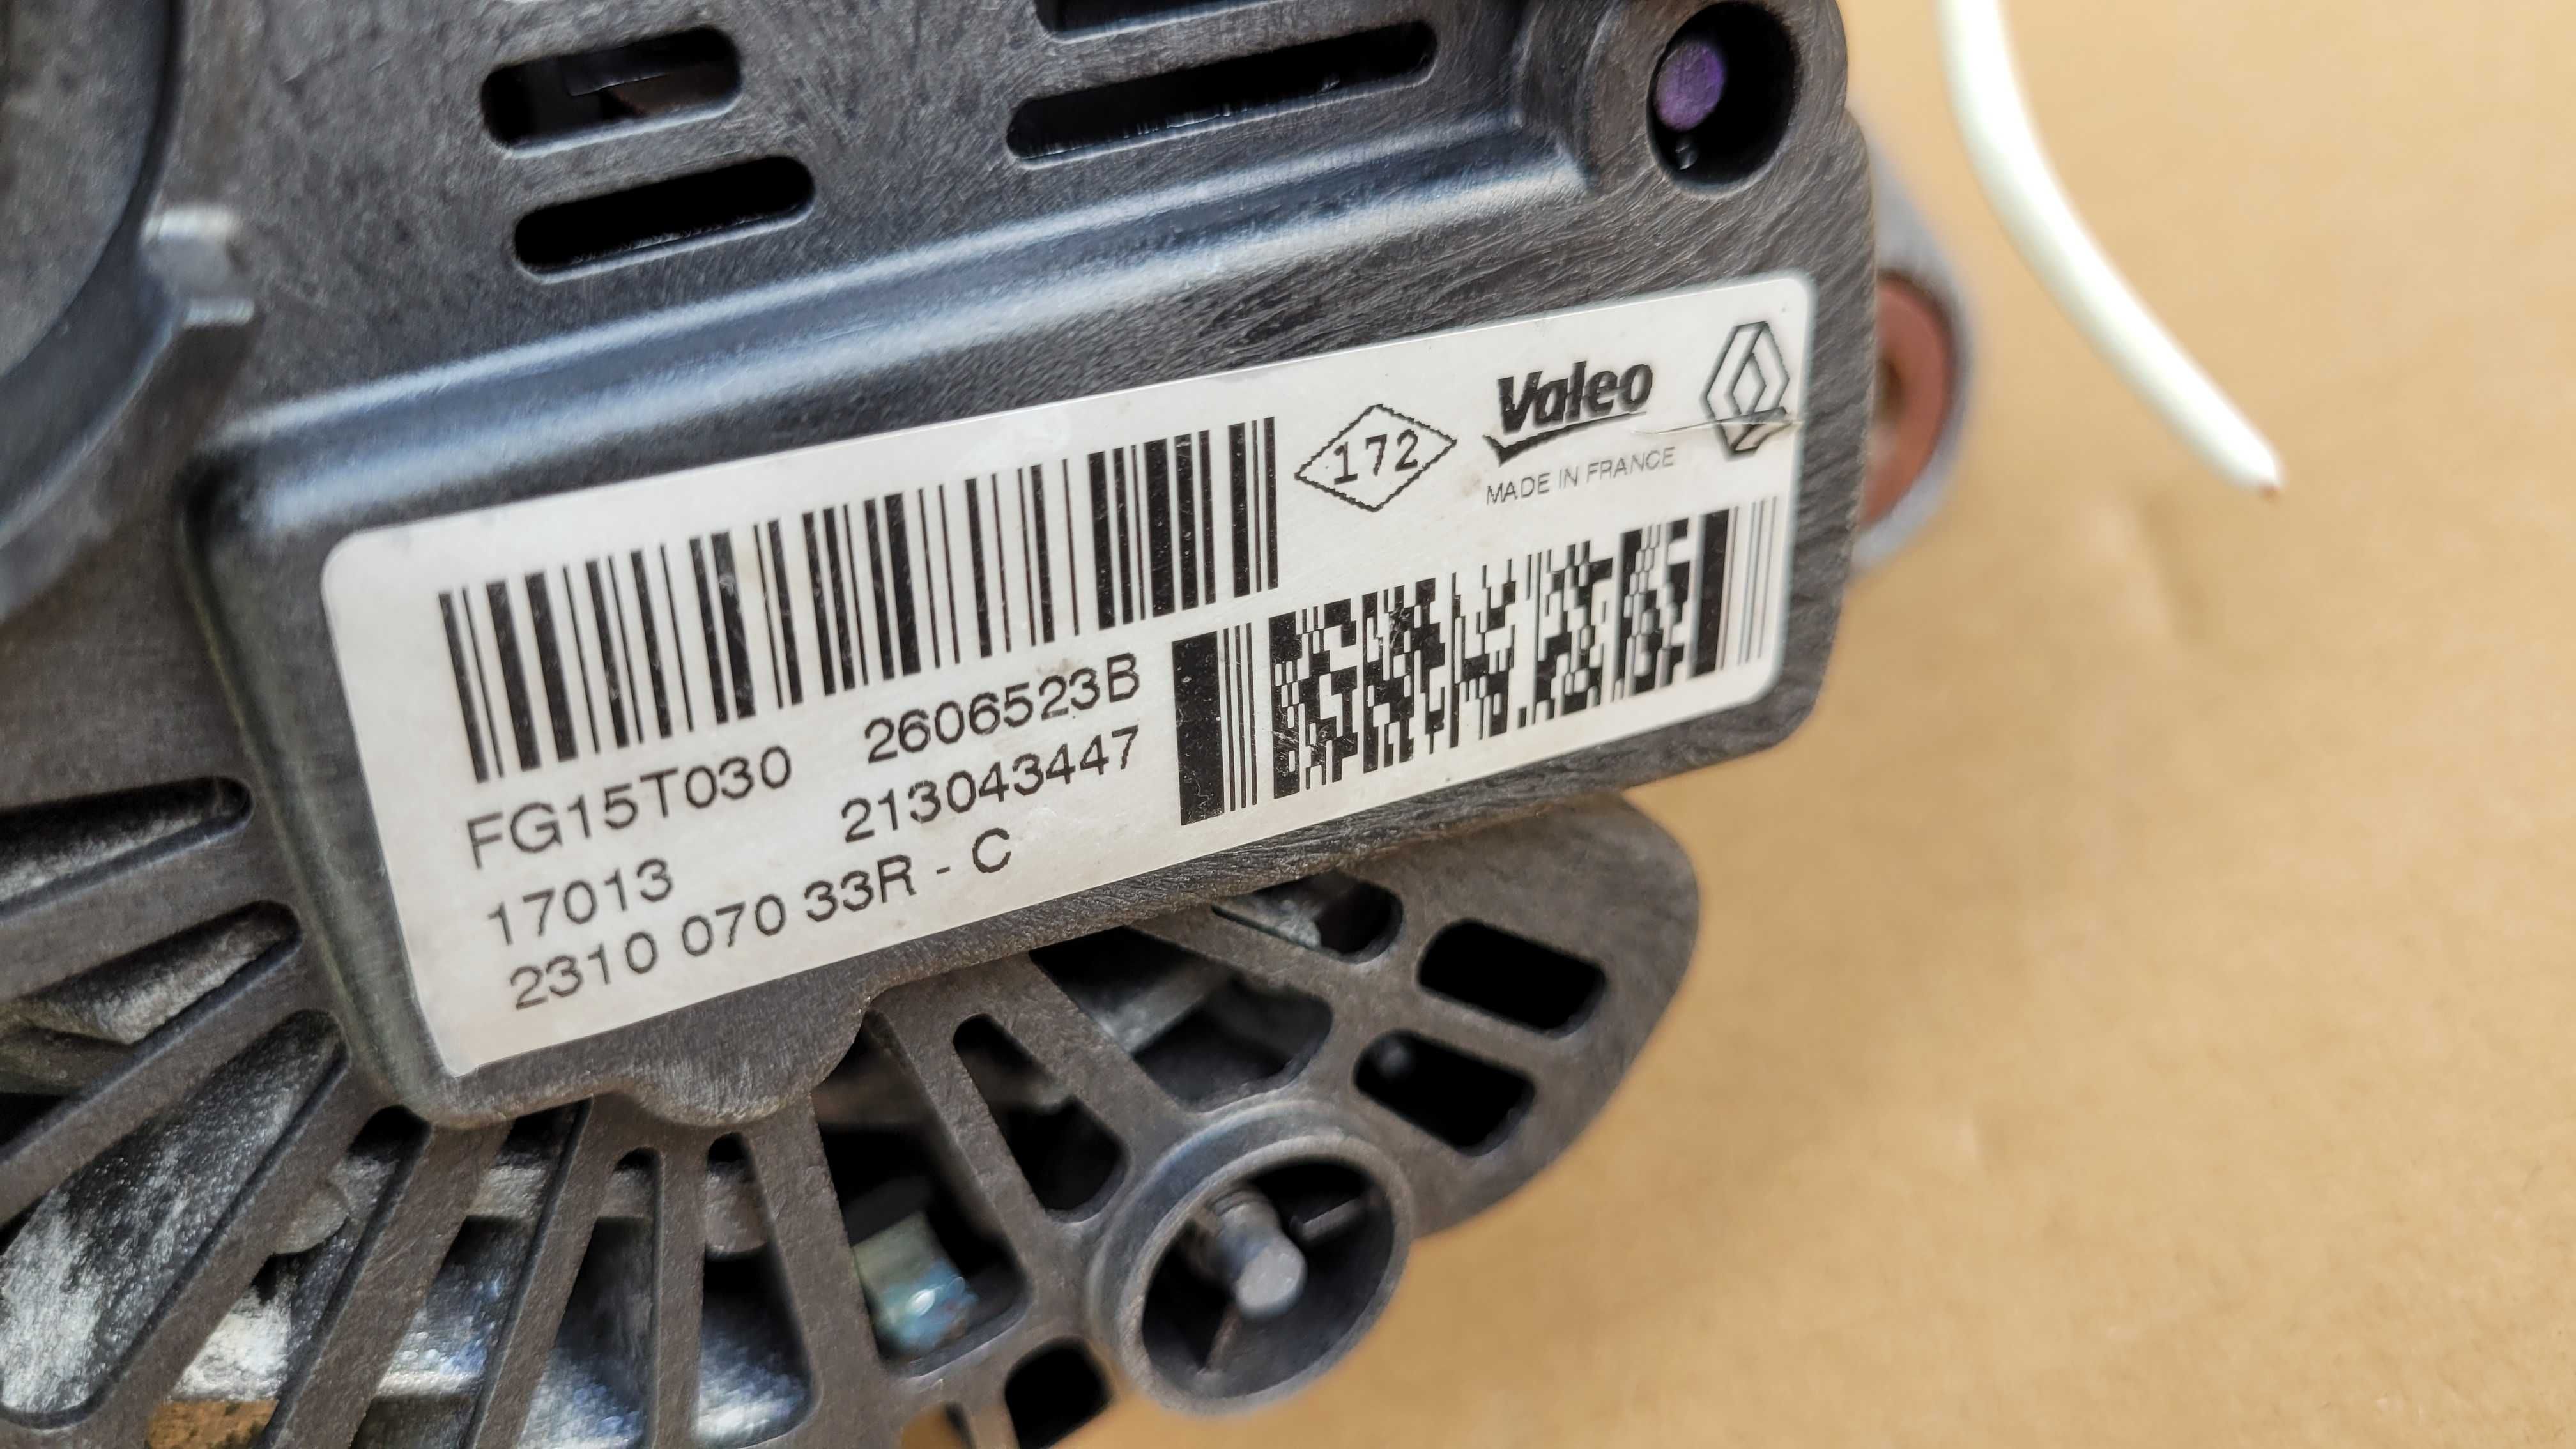 172
Valeo
MADE IN FRANCE
FG15T030 2606523B
17013 213043447
2310 070 33R - C